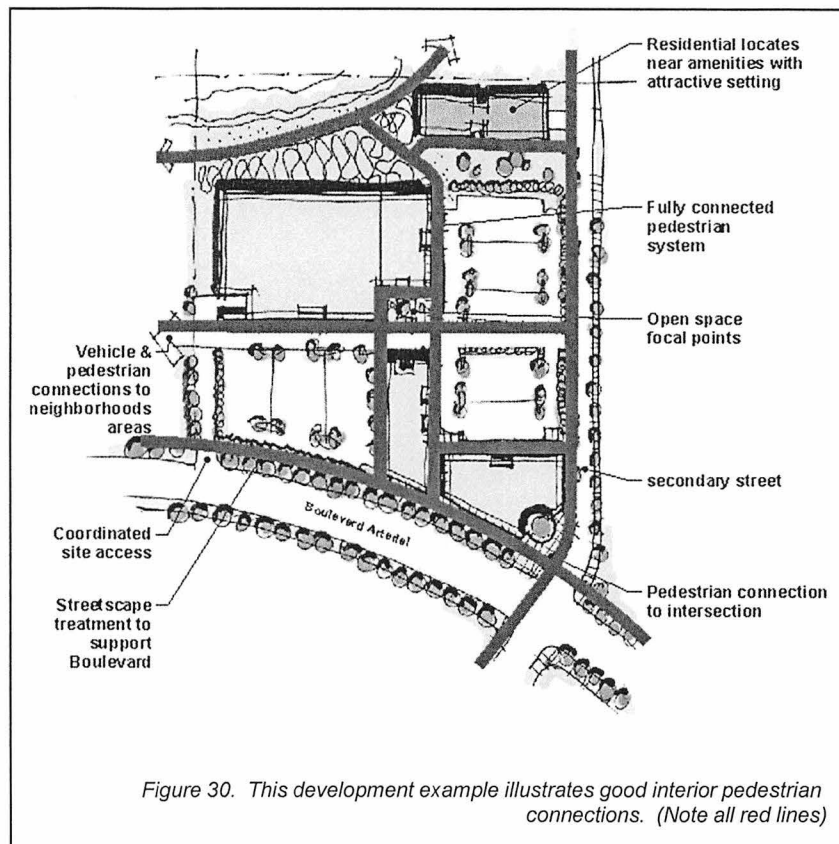 Residential locates
near amenities with
attractive setting
Fully connected
pedestrian
system
Open space
focal points
Vehicle &
pedestrian
connections to
neighborhoods
areas
secondary street
Coordinated
site access
Boulevard Arterial
Pedestrian connection
to intersection
Streetscape
treatment to
support
Boulevard
Figure 30. This development example illustrates good interior pedestrian
connections. (Note all red lines)